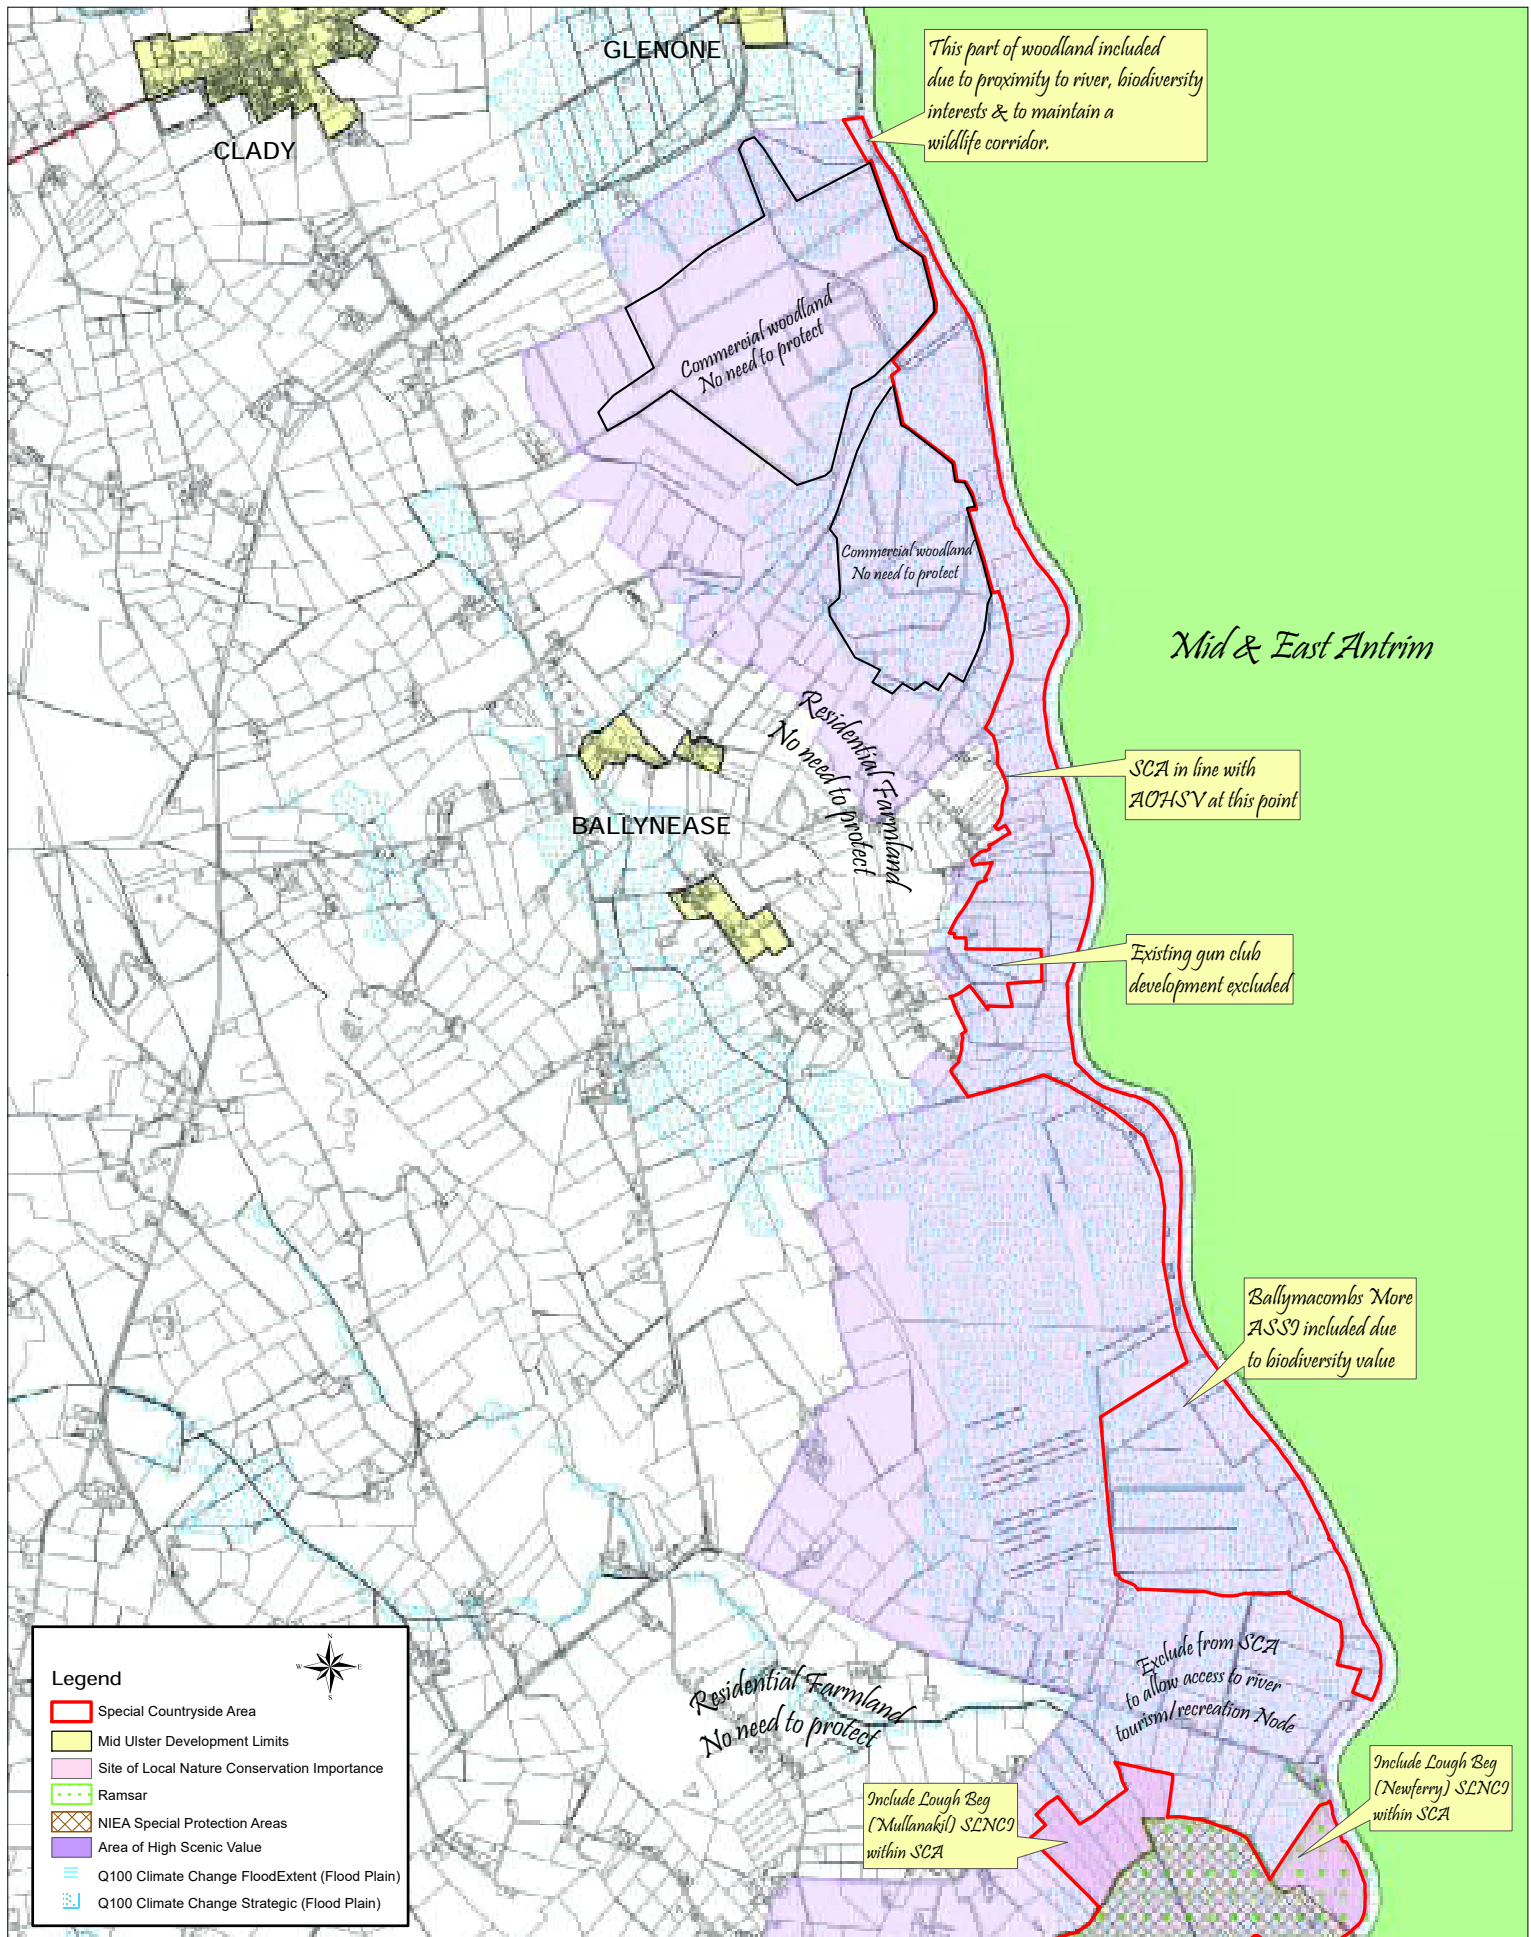 GLENONE
CLADY
This part of woodland included
due to proximity to river, biodiversity
interests & to maintain a
wildlife corridor.
Commercial woodland
No need to protect
Commercial woodland
No need to protect
Mid & East Antrim
Residential Farmland
No need to protect
SCA in line with
AOHSV at this point
BALLYNEASE
Existing gun club
development excluded
Ballymacombs More
ASSI included due
to biodiversity value
Exclude from SCA
to allow access to river
tourism/recreation Node
Residential Farmland
No need to protect
Include Lough Beg
(Newferry) SLNCI
within SCA
Include Lough Beg
(Mullanakil) SLNCI
within SCA
N
W E
S
Legend
Special Countryside Area
Mid Ulster Development Limits
Site of Local Nature Conservation Importance
Ramsar
NIEA Special Protection Areas
Area of High Scenic Value
Q100 Climate Change FloodExtent (Flood Plain)
Q100 Climate Change Strategic (Flood Plain)